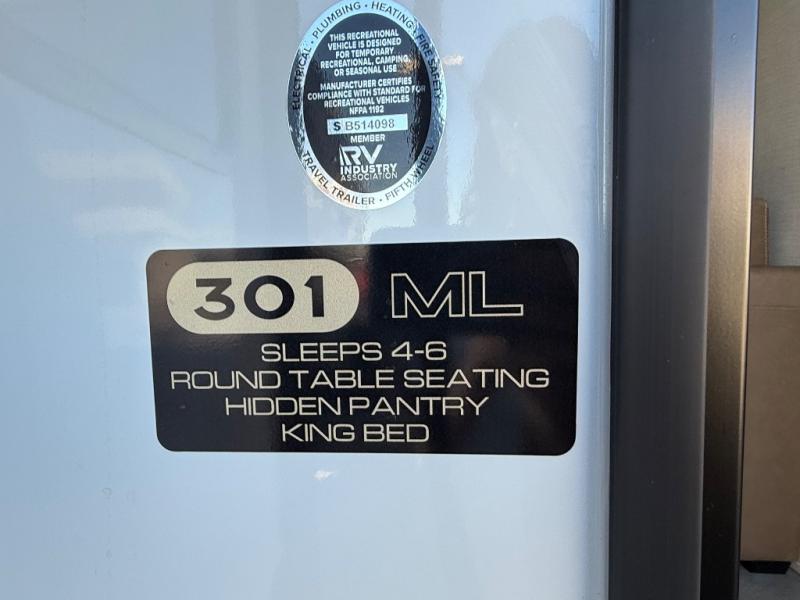 ELECTRICAL • PLUMBING • HEATING • FIRE SAFETY
THIS RECREATIONAL
VEHICLE IS DESIGNED
FOR TEMPORARY
RECREATIONAL, CAMPING,
OR SEASONAL USE
MANUFACTURER CERTIFIES
COMPLIANCE WITH STANDARD FOR
RECREATIONAL VEHICLES
NFPA 1192
$ B514098
MEMBER
RV
INDUSTRY
ASSOCIATION
TRAVEL TRAILER • FIFTH WHEEL
301 ML
SLEEPS 4-6
ROUND TABLE SEATING
HIDDEN PANTRY
KING BED